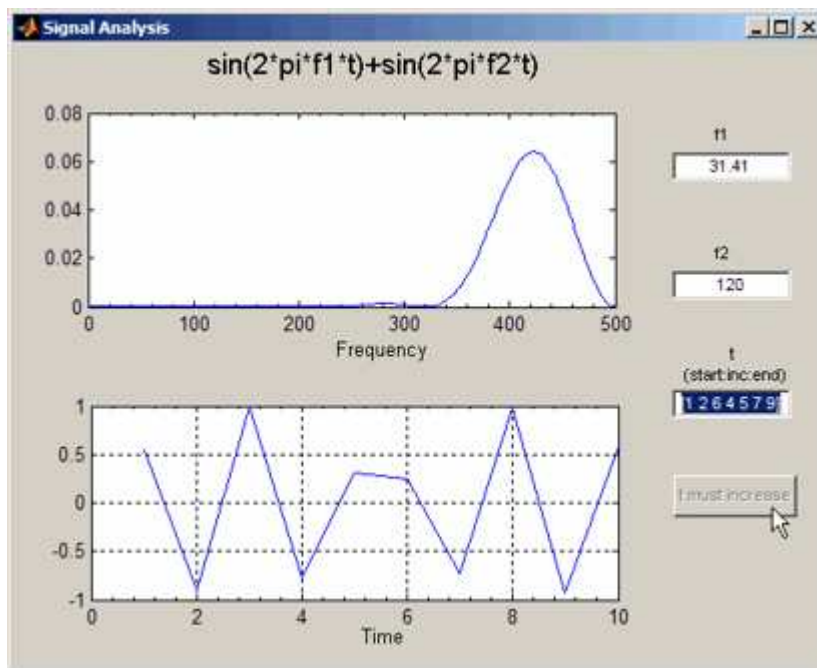 Signal Analysis
sin(2*pi*f1*t)+sin(2*pi*f2*t)
0.08
0.06
0.04
0.02
0
0 100 200 300 400 500
Frequency
f1
31.41
f2
120
t
(start:inc:end)
1 2 6 4 5 7 9
t must increase
1
0.5
0
-0.5
-1
0 2 4 6 8 10
Time